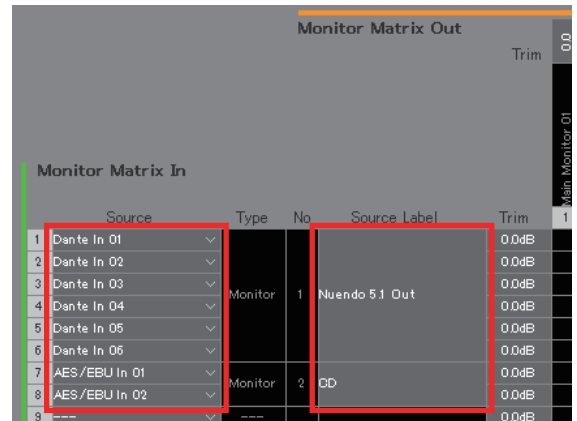 Monitor Matrix Out
Trim
0.0
Main Monitor 01
Monitor Matrix In
Source Type No Source Label Trim 1
1 Dante In 01 0.0dB
2 Dante In 02 0.0dB
3 Dante In 03 0.0dB
Monitor 1 Nuendo 5.1 Out
4 Dante In 04 0.0dB
5 Dante In 05 0.0dB
6 Dante In 06 0.0dB
7 AES/EBU In 01 0.0dB
Monitor 2 CD
8 AES/EBU In 02 0.0dB
9 --- --- 0.0dB